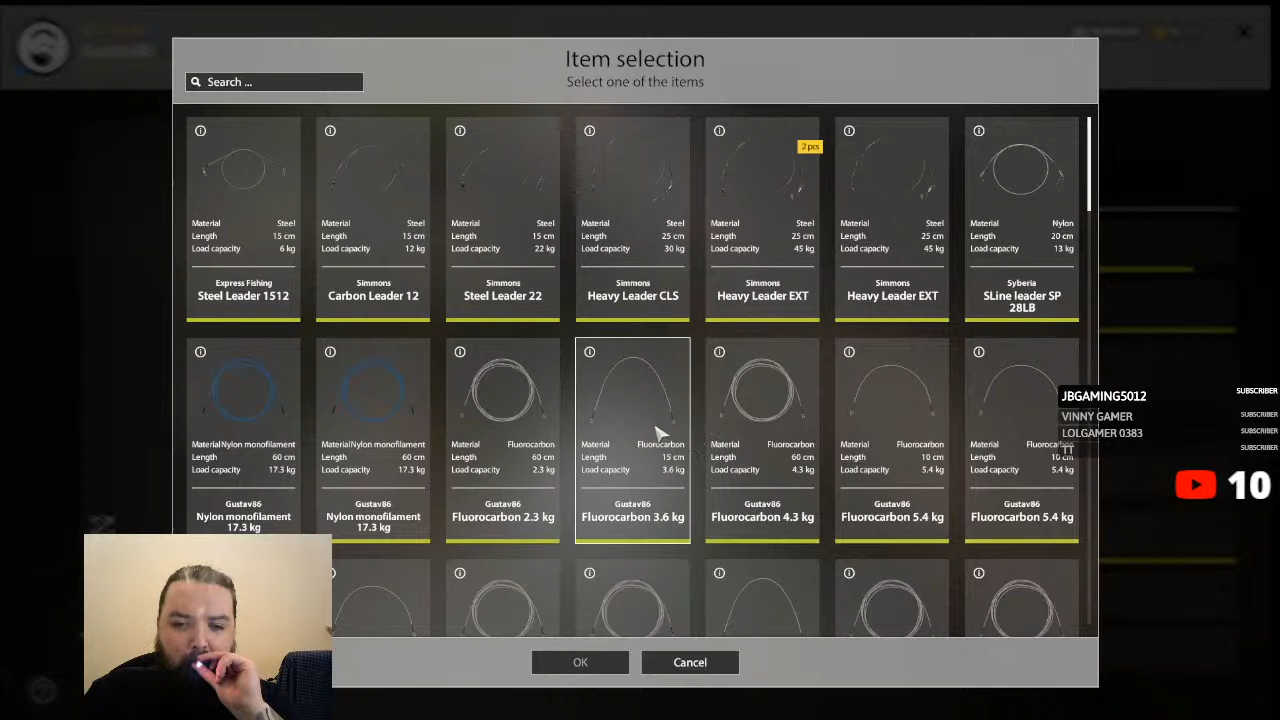 Item selection
Select one of the items
Search ...
Material Steel
Length 15 cm
Load capacity 6 kg
Express Fishing
Steel Leader 1512
Material Steel
Length 15 cm
Load capacity 12 kg
Simmons
Carbon Leader 12
Material Steel
Length 15 cm
Load capacity 22 kg
Simmons
Steel Leader 22
Material Steel
Length 25 cm
Load capacity 30 kg
Simmons
Heavy Leader CLS
2 pcs
Material Steel
Length 25 cm
Load capacity 45 kg
Simmons
Heavy Leader EXT
Material Steel
Length 25 cm
Load capacity 45 kg
Simmons
Heavy Leader EXT
Material Nylon
Length 20 cm
Load capacity 13 kg
Syberia
SLine leader SP
28LB
Material Nylon monofilament
Length 60 cm
Load capacity 17.3 kg
Gustav86
Nylon monofilament
17.3 kg
Material Nylon monofilament
Length 60 cm
Load capacity 17.3 kg
Gustav86
Nylon monofilament
17.3 kg
Material Fluorocarbon
Length 60 cm
Load capacity 2.3 kg
Gustav86
Fluorocarbon 2.3 kg
Material Fluorocarbon
Length 15 cm
Load capacity 3.6 kg
Gustav86
Fluorocarbon 3.6 kg
Material Fluorocarbon
Length 60 cm
Load capacity 4.3 kg
Gustav86
Fluorocarbon 4.3 kg
Material Fluorocarbon
Length 10 cm
Load capacity 5.4 kg
Gustav86
Fluorocarbon 5.4 kg
Material Fluorocarbon
Length 10 cm
Load capacity 5.4 kg
Gustav86
Fluorocarbon 5.4 kg
JBGAMING5012 SUBSCRIBER
VINNY GAMER SUBSCRIBER
LOLGAMER 0383 SUBSCRIBER
TT SUBSCRIBER
10
OK
Cancel